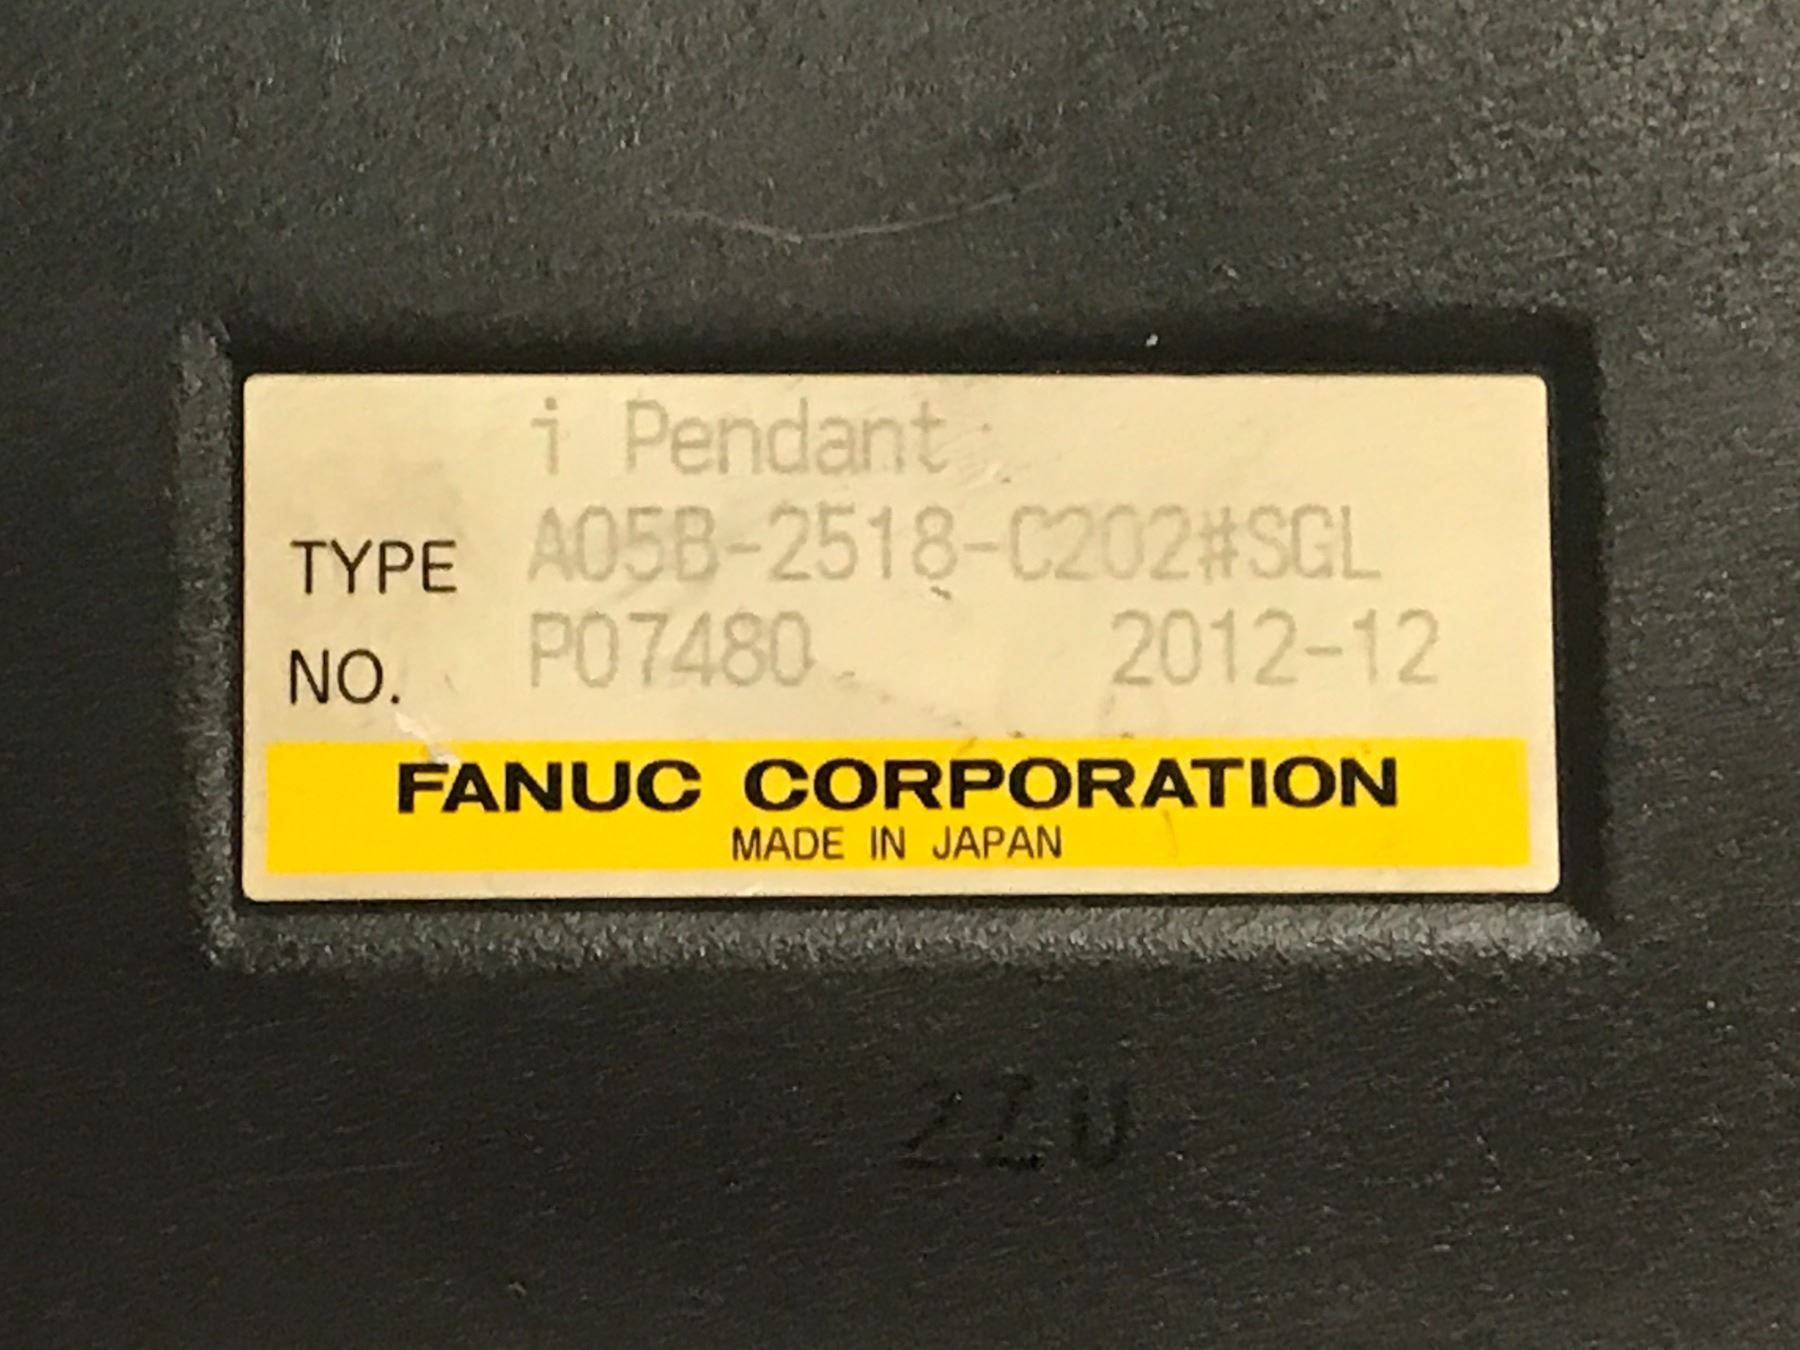 i Pendant
TYPE A05B-2518-C202#SGL
NO. P07480 2012-12
FANUC CORPORATION
MADE IN JAPAN